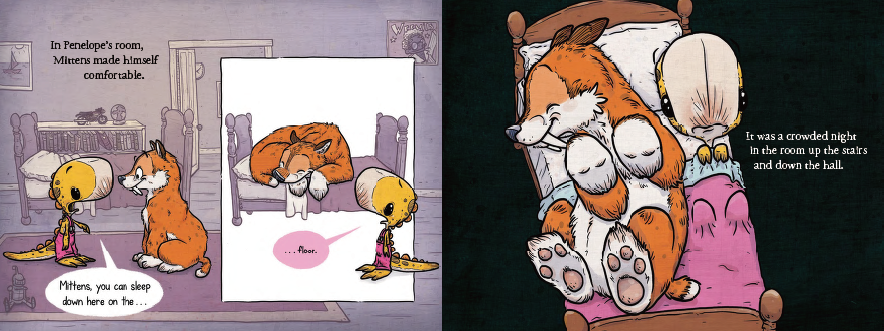 In Penelope's room,
Mittens made himself
comfortable.
Mittens, you can sleep
down here on the . . .
. . . floor.
It was a crowded night
in the room up the stairs
and down the hall.